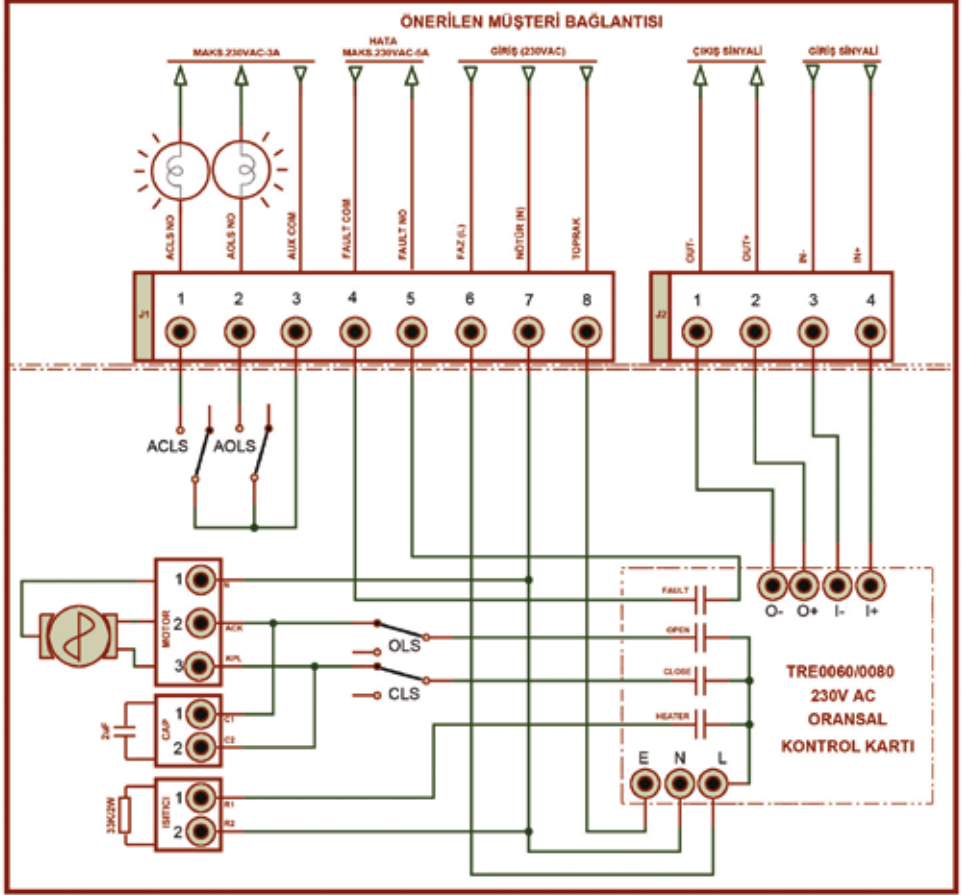 ÖNERİLEN MÜŞTERİ BAĞLANTISI
MAKS.230VAC-3A
HATA
MAKS.230VAC-5A
GİRİŞ (230VAC)
ÇIKIŞ SİNYALİ
GİRİŞ SİNYALİ
ACLS NO
AOLS NO
AUX COM
FAULT COM
FAULT NO
FAZ (L)
NÖTÜR (N)
TOPRAK
OUT-
OUT+
IN-
IN+
J1
1 2 3 4 5 6 7 8
J2
1 2 3 4
ACLS
AOLS
MOTOR
1 N
2 ACK
3 KPL
OLS
CLS
FAULT
OPEN
CLOSE
HEATER
O- O+ I- I+
TRE0060/0080
230V AC
ORANSAL
KONTROL KARTI
E N L
2uF
CAP
1 C1
2 C2
33K/2W
ISITICI
1 R1
2 R2